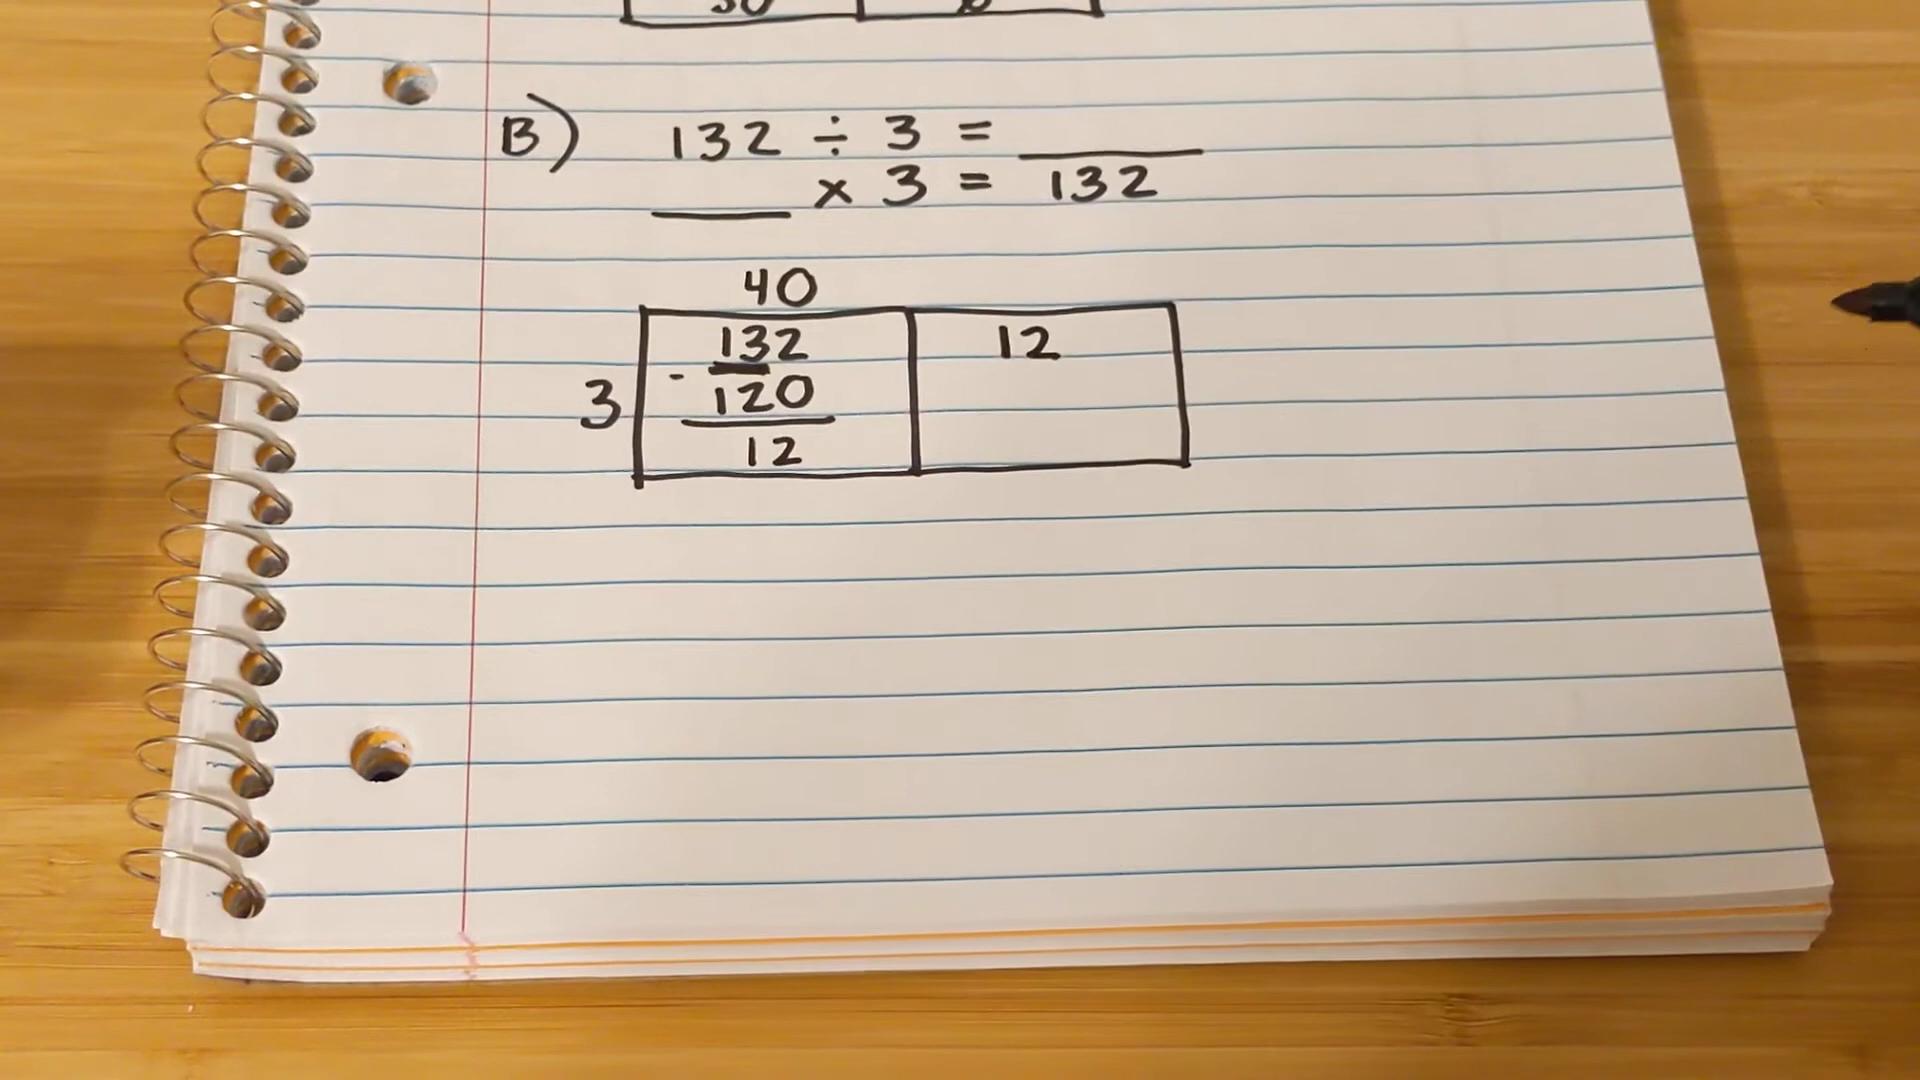 B) 132 ÷ 3 = ____
____ x 3 = 132
40
132 12
3 - 120
12